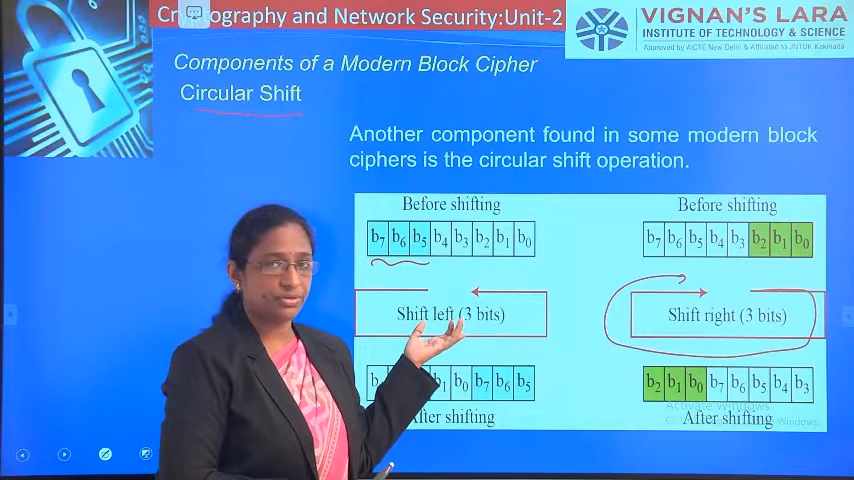 Cryptography and Network Security:Unit-2
VIGNAN'S LARA
INSTITUTE OF TECHNOLOGY & SCIENCE
Approved by AICTE New Delhi & Affiliated to JNTUK Kakinada
Components of a Modern Block Cipher
Circular Shift
Another component found in some modern block
ciphers is the circular shift operation.
Before shifting
b7 b6 b5 b4 b3 b2 b1 b0
Shift left (3 bits)
b1 b0 b7 b6 b5
After shifting
Before shifting
b7 b6 b5 b4 b3 b2 b1 b0
Shift right (3 bits)
b2 b1 b0 b7 b6 b5 b4 b3
After shifting
Activate Windows